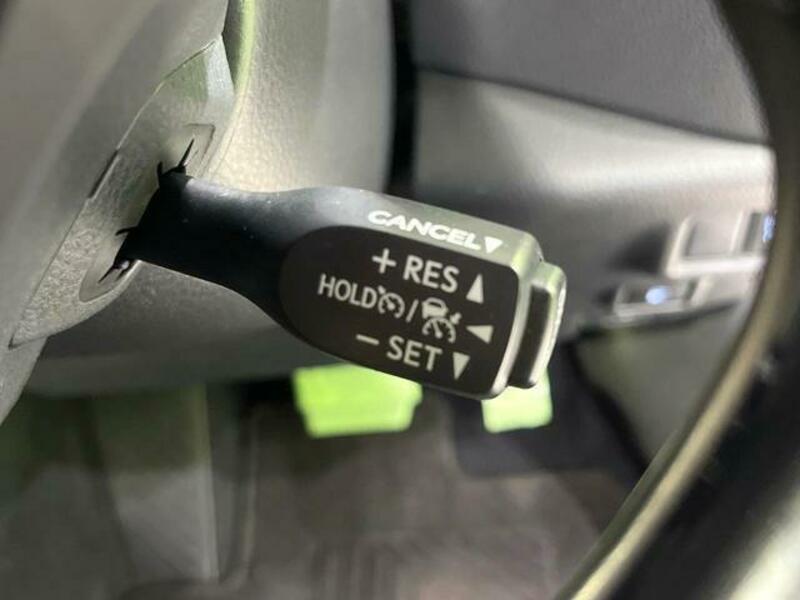 CANCEL▼
+ RES ▲
HOLD / ◀
− SET ▼